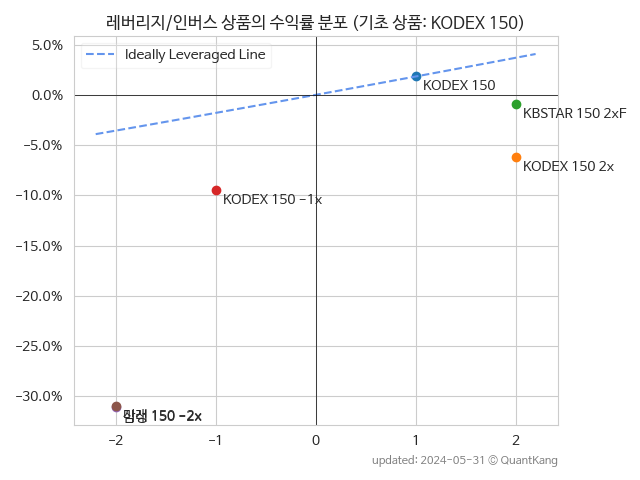 레버리지/인버스 상품의 수익률 분포 (기초 상품: KODEX 150)
5.0%
Ideally Leveraged Line
KODEX 150
0.0%
KBSTAR 150 2xF
-5.0%
KODEX 150 2x
-10.0%
KODEX 150 -1x
-15.0%
-20.0%
-25.0%
-30.0%
150 -2x
-2
-1
0
1
2
updated: 2024-05-31 © QuantKang